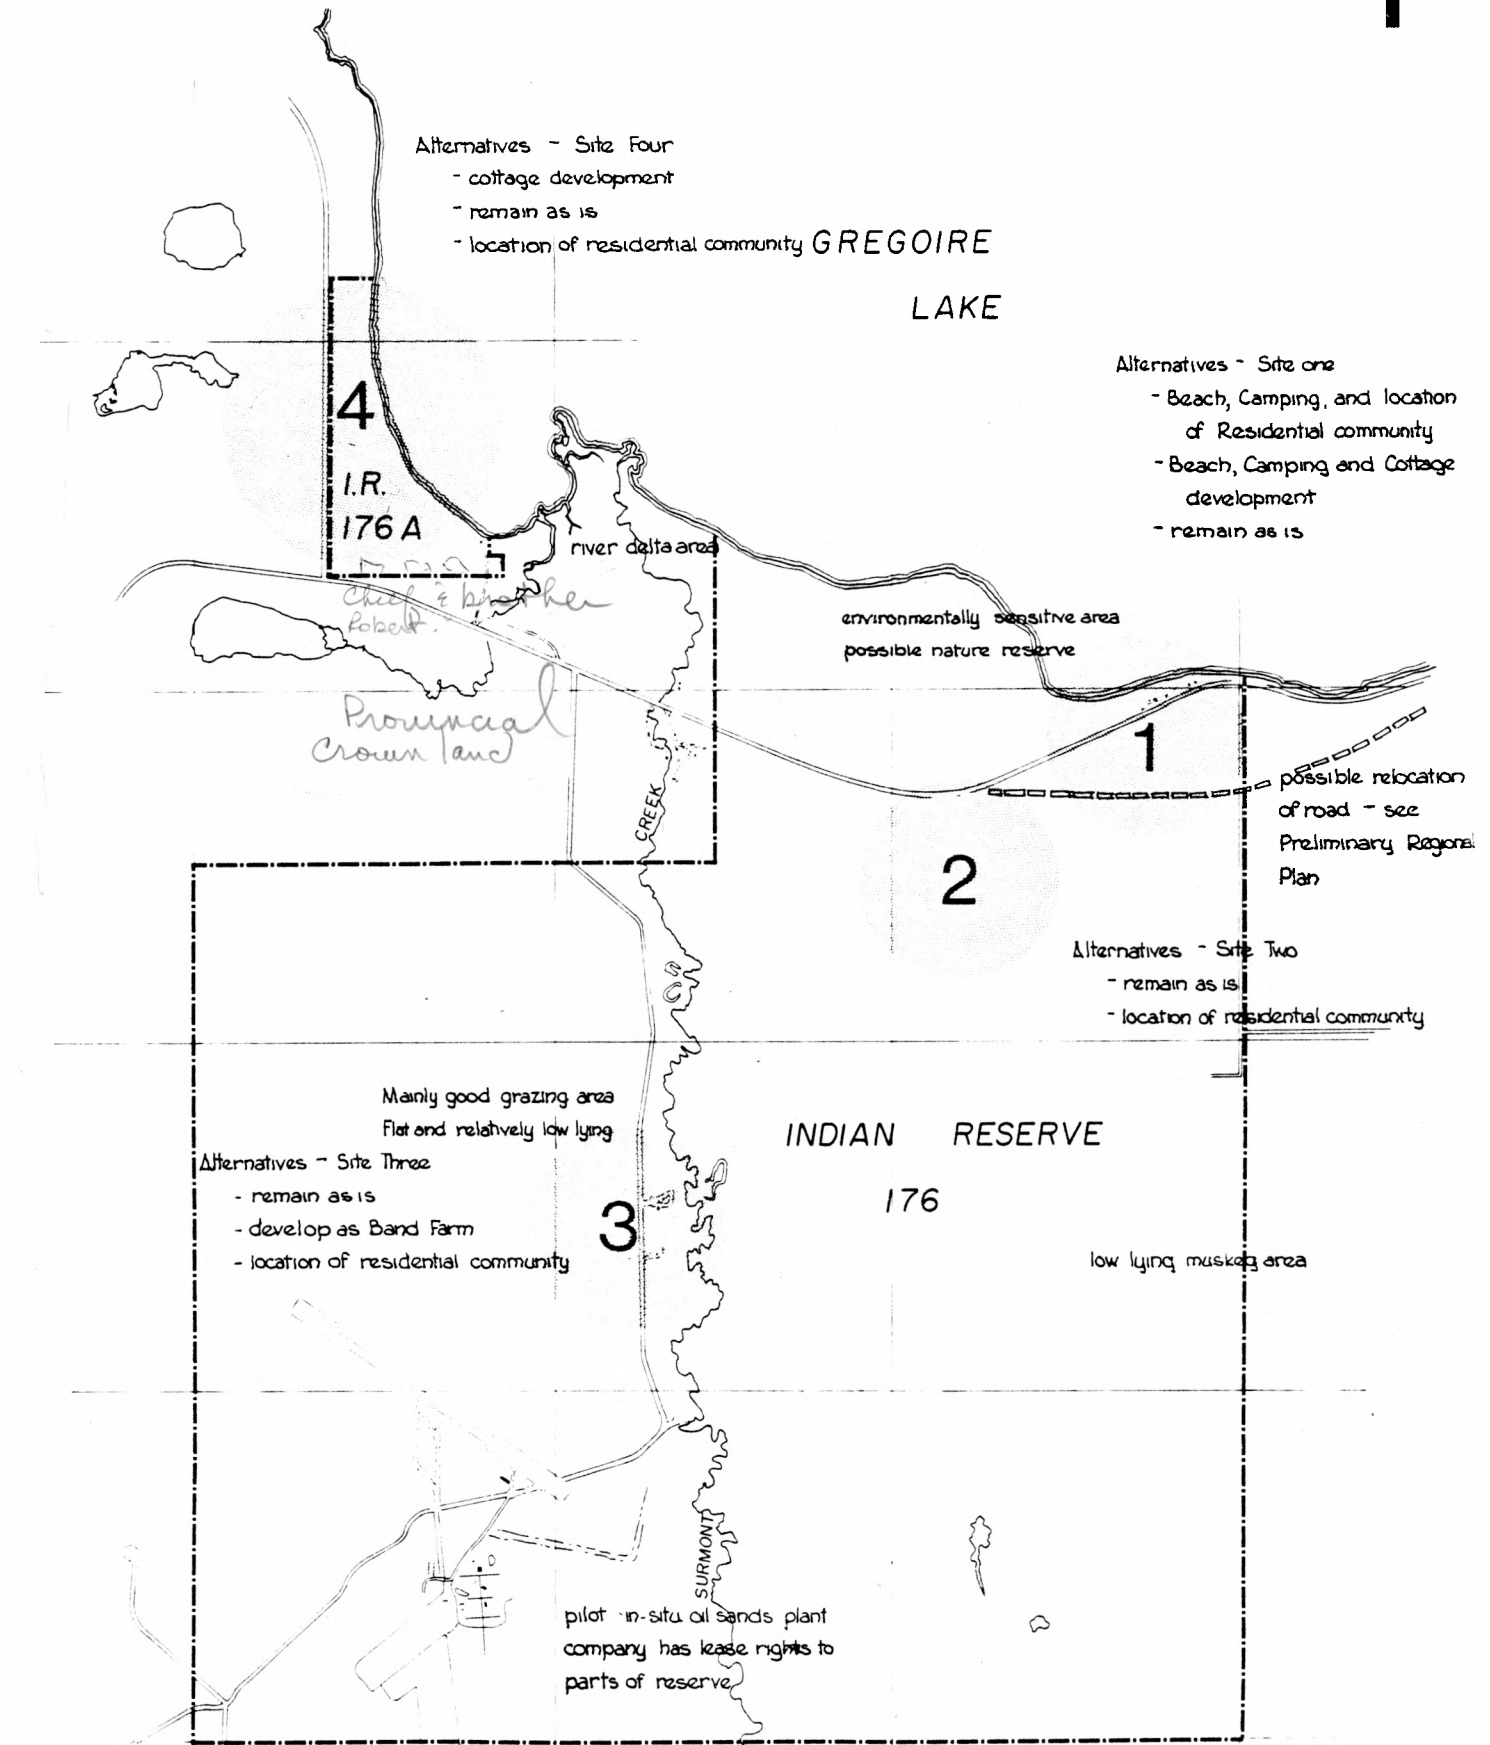 Alternatives - Site Four
- cottage development
- remain as is
- location of residential community
GREGOIRE
LAKE
Alternatives - Site one
- Beach, Camping, and location
of Residential community
- Beach, Camping and Cottage
development
- remain as is
4
I.R.
176 A
river delta area
Chief & brother
Robert.
environmentally sensitive area
possible nature reserve
Provincial
Crown land
1
possible relocation
of road - see
Preliminary Regional
Plan
CREEK
2
Alternatives - Site Two
- remain as is
- location of residential community
Mainly good grazing area
Flat and relatively low lying
INDIAN RESERVE
176
Alternatives - Site Three
- remain as is
- develop as Band Farm
- location of residential community
3
low lying muskeg area
SURMONT
pilot in-situ oil sands plant
company has lease rights to
parts of reserve